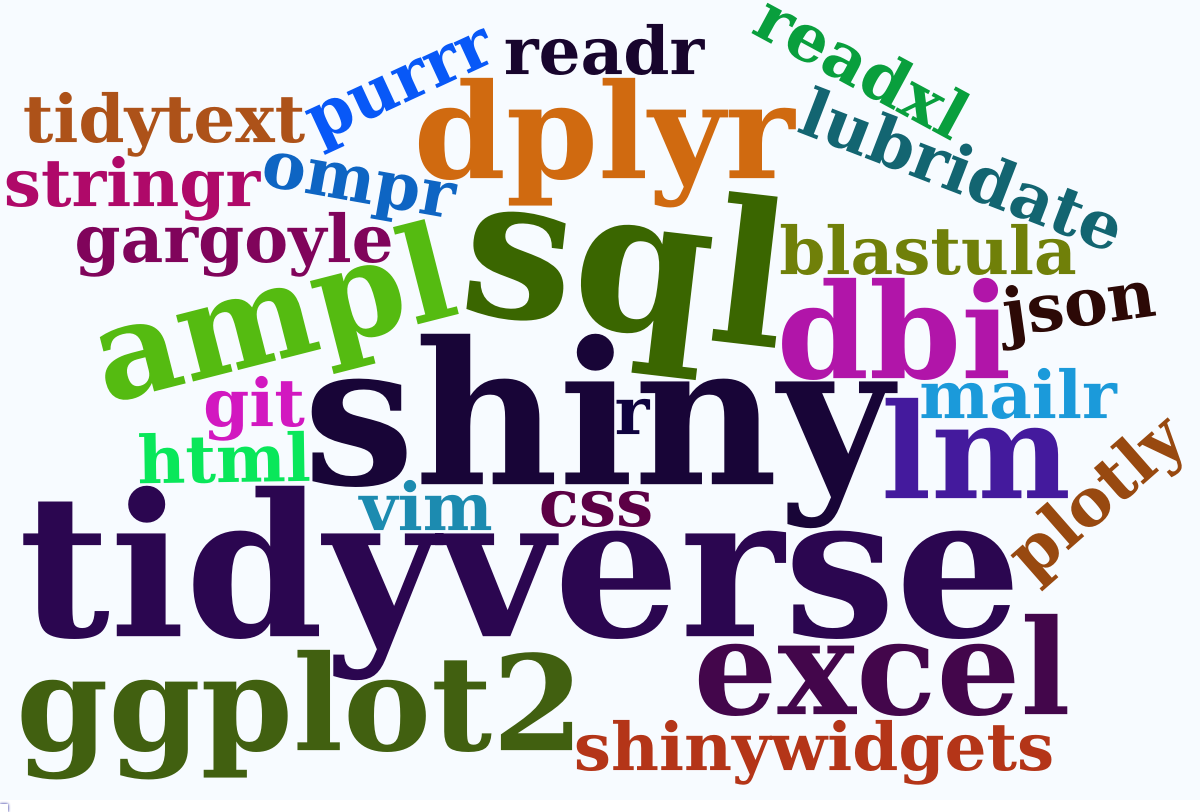 readr
readxl
purrr
tidytext
dplyr
lubridate
stringr
ompr
gargoyle
sql
blastula
ampl
dbi
json
git
shiny
r
mailr
html
lm
vim
css
plotly
tidyverse
excel
ggplot2
shinywidgets